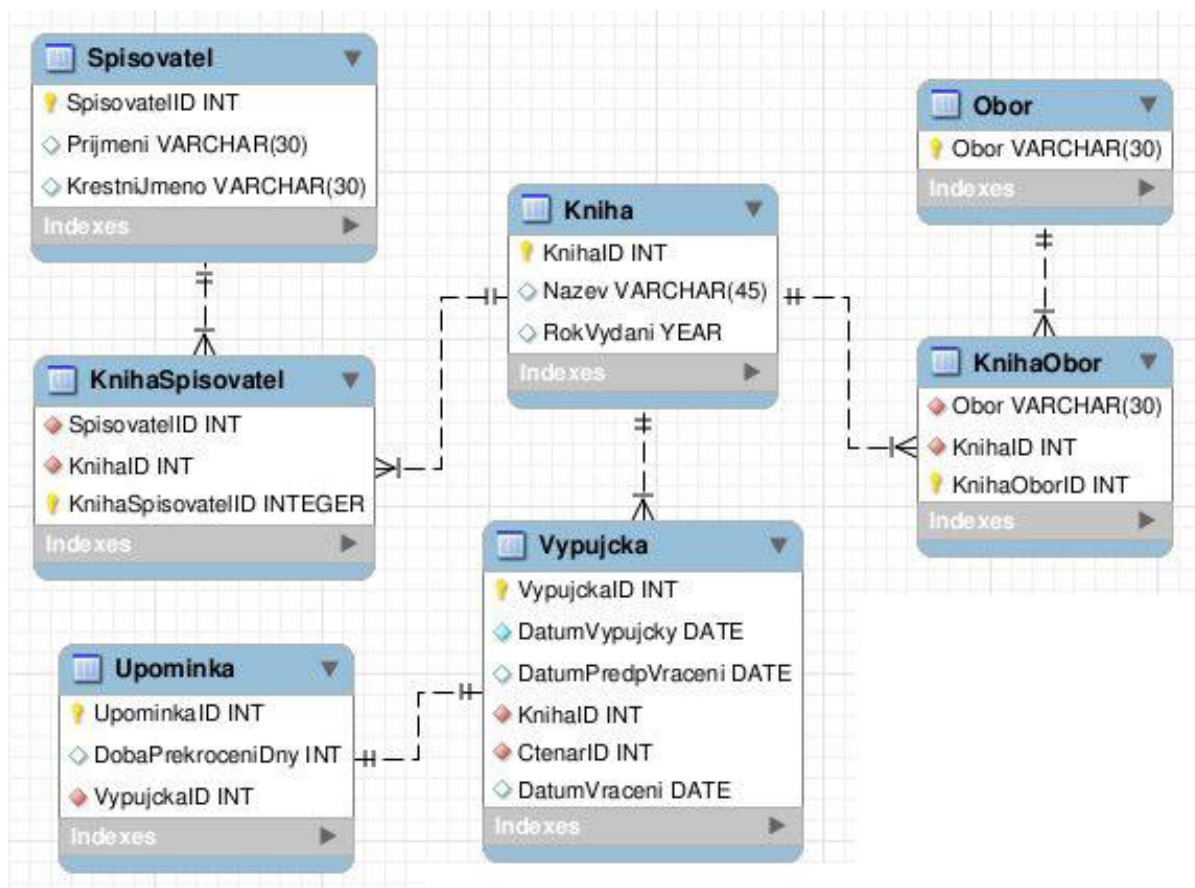 Spisovatel
SpisovatelID INT
Prijmeni VARCHAR(30)
KrestniJmeno VARCHAR(30)
Indexes
Obor
Obor VARCHAR(30)
Indexes
Kniha
KnihaID INT
Nazev VARCHAR(45)
RokVydani YEAR
Indexes
KnihaSpisovatel
SpisovatelID INT
KnihaID INT
KnihaSpisovatelID INTEGER
Indexes
KnihaObor
Obor VARCHAR(30)
KnihaID INT
KnihaOborID INT
Indexes
Vypujcka
VypujckaID INT
DatumVypujcky DATE
DatumPredpVraceni DATE
KnihaID INT
CtenarID INT
DatumVraceni DATE
Indexes
Upominka
UpominkaID INT
DobaPrekroceniDny INT
VypujckaID INT
Indexes